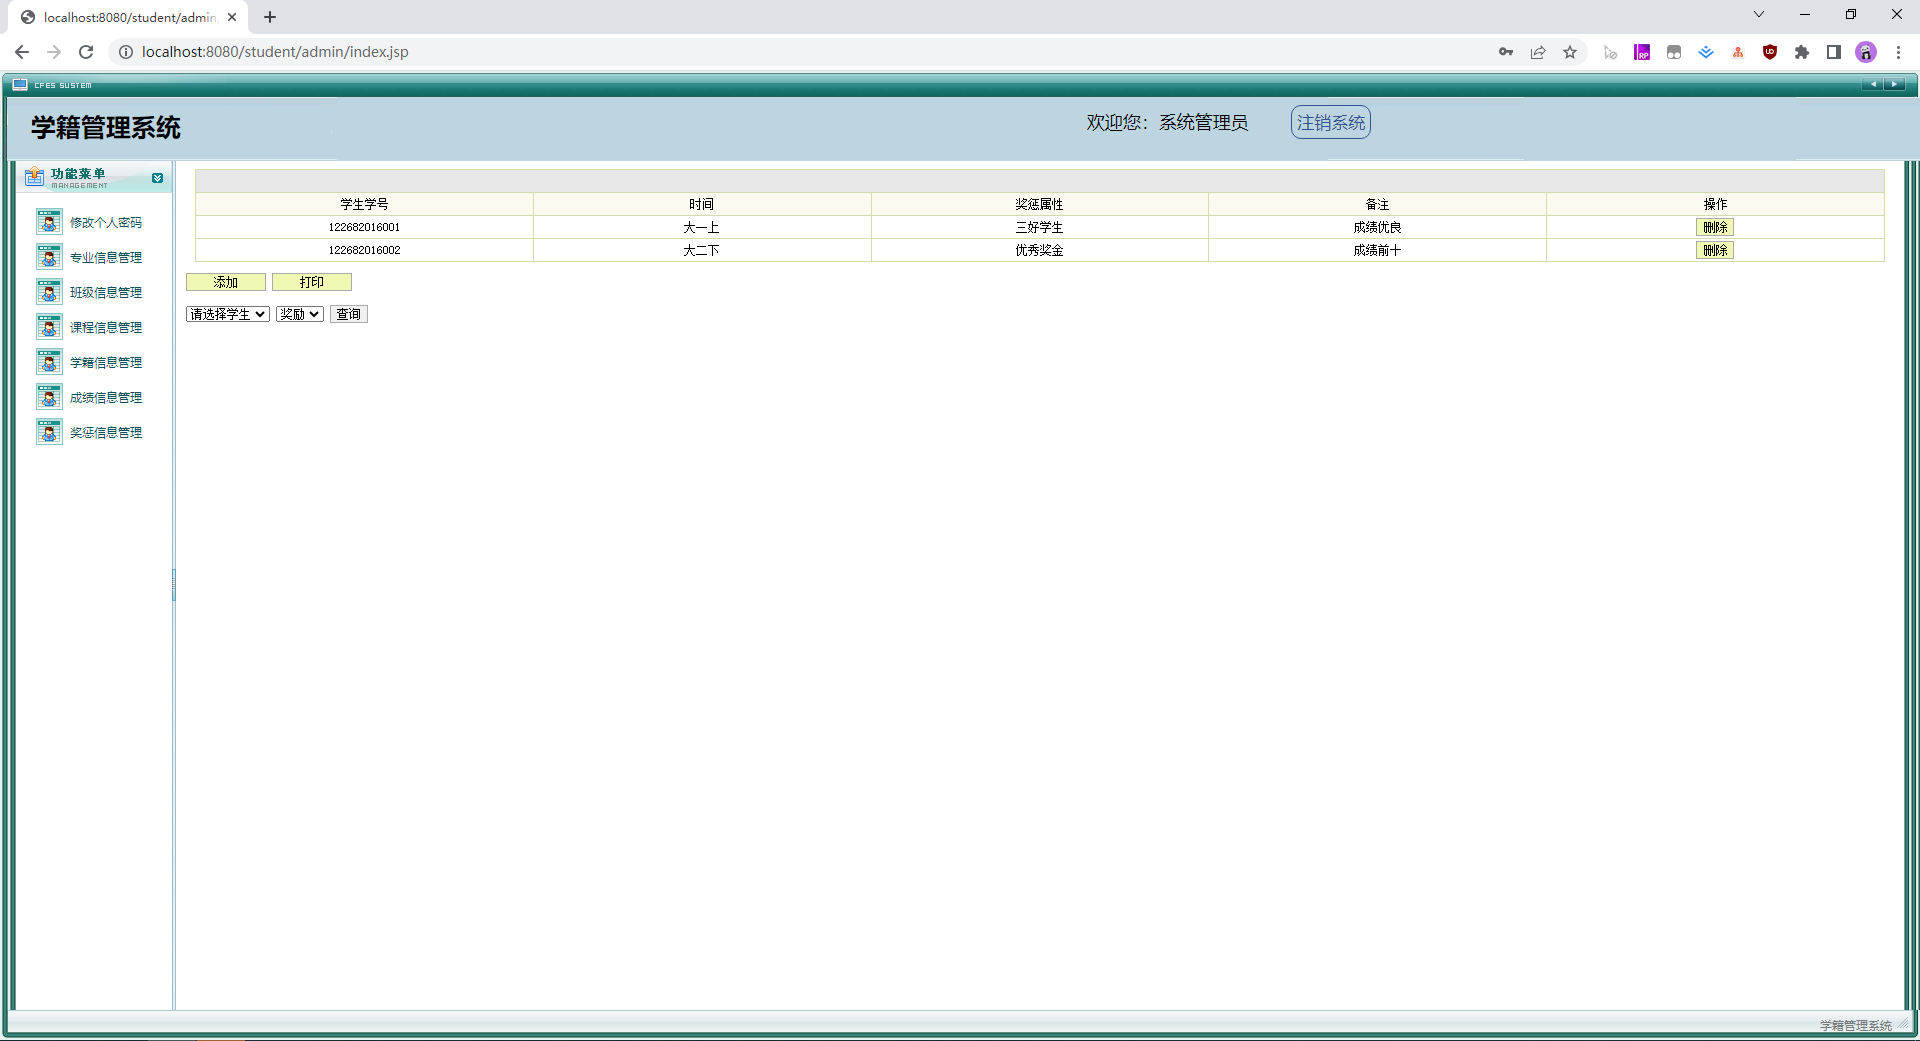 localhost:8080/student/admin
localhost:8080/student/admin/index.jsp
CFES SUSTEM
学籍管理系统
欢迎您：系统管理员
注销系统
功能菜单
MANAGEMENT
修改个人密码
专业信息管理
班级信息管理
课程信息管理
学籍信息管理
成绩信息管理
奖惩信息管理
学生学号 时间 奖惩属性 备注 操作
122682016001 大一上 三好学生 成绩优良 删除
122682016002 大二下 优秀奖金 成绩前十 删除
添加 打印
请选择学生 奖励 查询
学籍管理系统